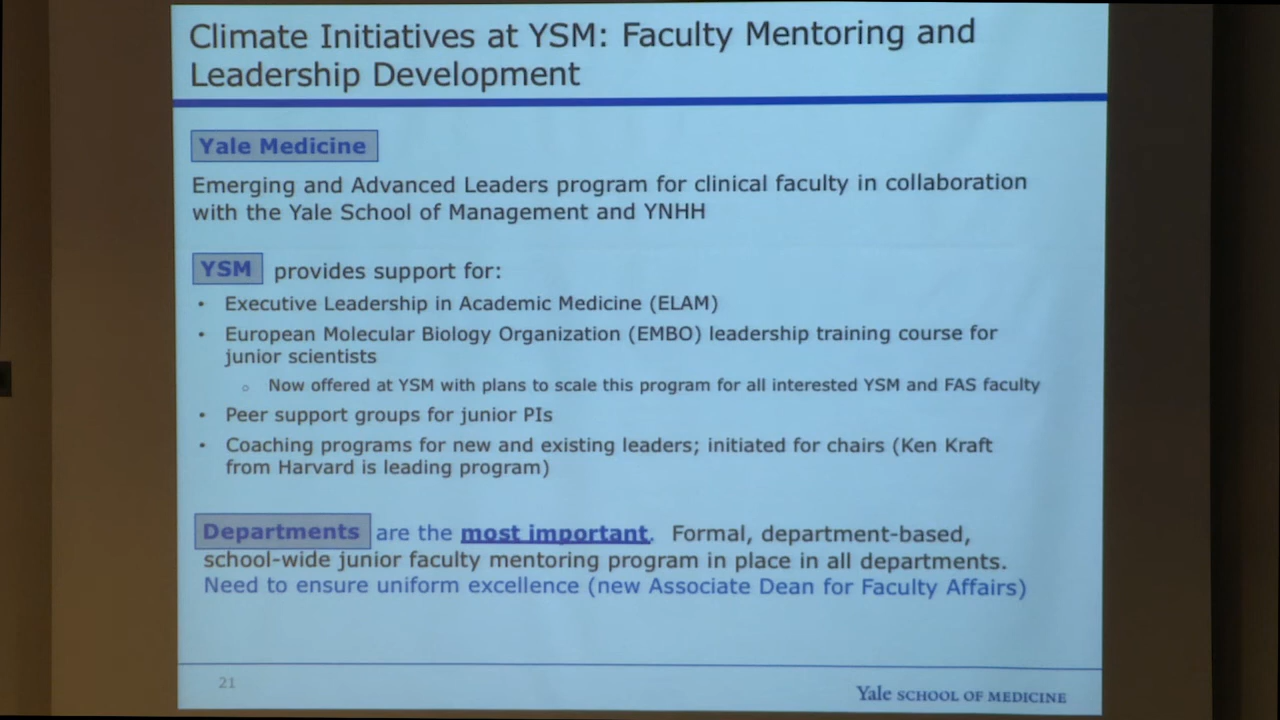 Climate Initiatives at YSM: Faculty Mentoring and
Leadership Development
Yale Medicine
Emerging and Advanced Leaders program for clinical faculty in collaboration
with the Yale School of Management and YNHH
YSM provides support for:
• Executive Leadership in Academic Medicine (ELAM)
• European Molecular Biology Organization (EMBO) leadership training course for
junior scientists
○ Now offered at YSM with plans to scale this program for all interested YSM and FAS faculty
• Peer support groups for junior PIs
• Coaching programs for new and existing leaders; initiated for chairs (Ken Kraft
from Harvard is leading program)
Departments are the most important. Formal, department-based,
school-wide junior faculty mentoring program in place in all departments.
Need to ensure uniform excellence (new Associate Dean for Faculty Affairs)
21
Yale SCHOOL OF MEDICINE